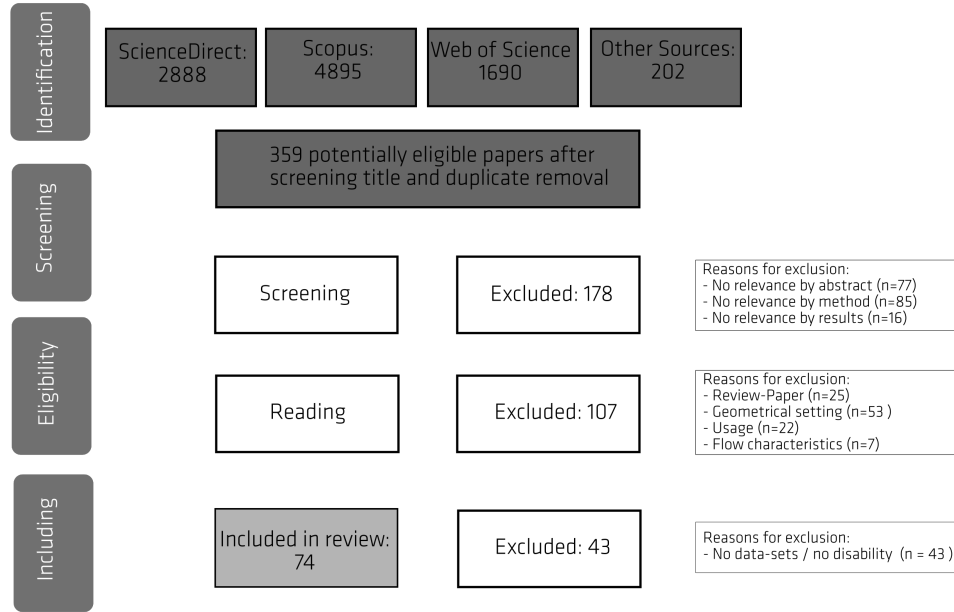 Identification
ScienceDirect:
2888
Scopus:
4895
Web of Science
1690
Other Sources:
202
359 potentially eligible papers after
screening title and duplicate removal
Screening
Screening
Excluded: 178
Reasons for exclusion:
- No relevance by abstract (n=77)
- No relevance by method (n=85)
- No relevance by results (n=16)
Eligibility
Reading
Excluded: 107
Reasons for exclusion:
- Review-Paper (n=25)
- Geometrical setting (n=53 )
- Usage (n=22)
- Flow characteristics (n=7)
Including
Included in review:
74
Excluded: 43
Reasons for exclusion:
- No data-sets / no disability (n = 43 )